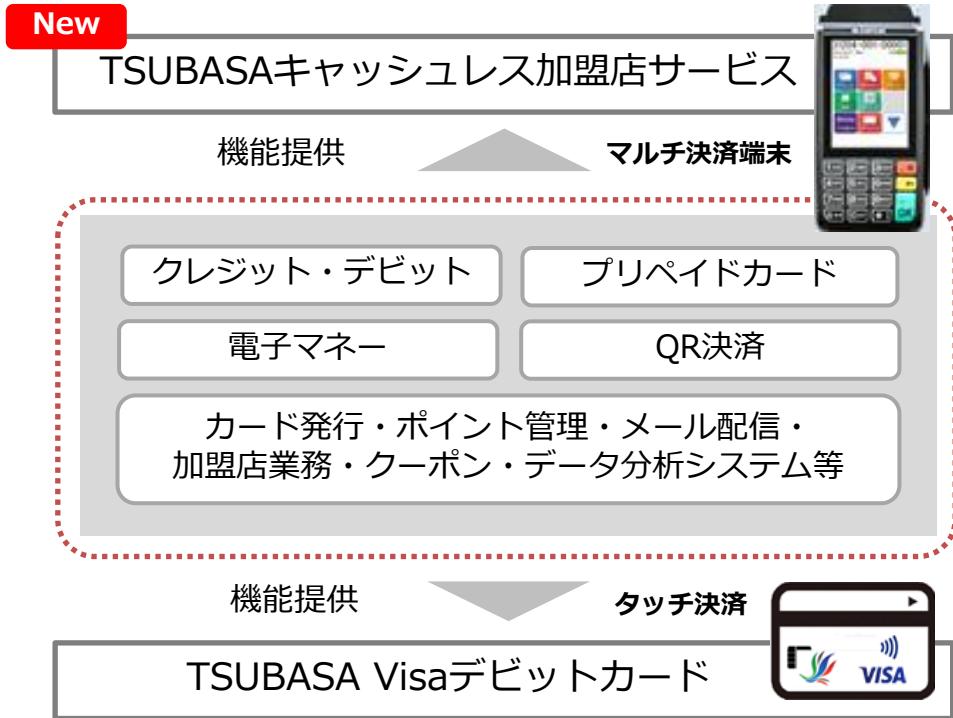 New
TSUBASAキャッシュレス加盟店サービス
機能提供
マルチ決済端末
クレジット・デビット
プリペイドカード
電子マネー
QR決済
カード発行・ポイント管理・メール配信・
加盟店業務・クーポン・データ分析システム等
機能提供
タッチ決済
TSUBASA Visaデビットカード
VISA